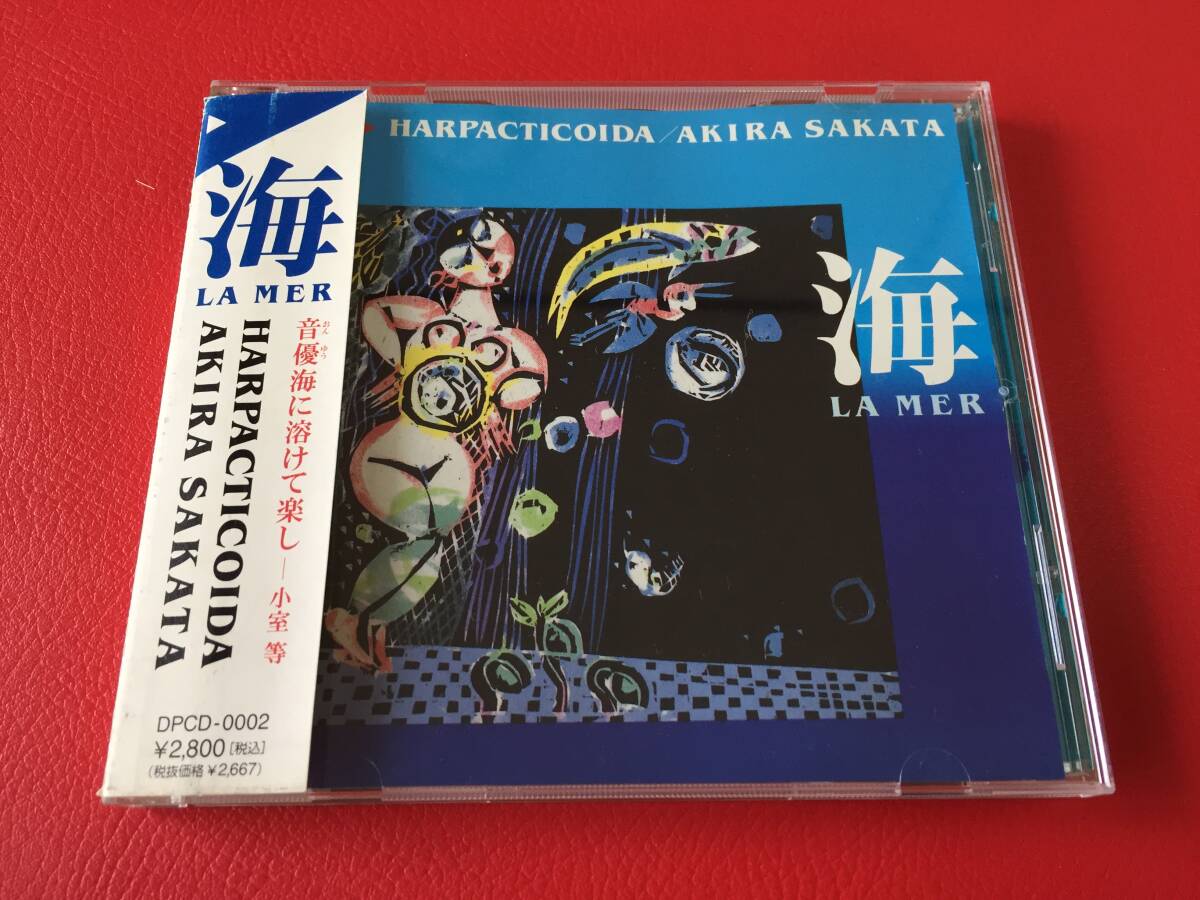 海
LA MER
HARPACTICOIDA
AKIRA SAKATA
音優海に溶けて楽し—小室 等
おん ゆう
DPCD-0002
¥2,800[税込]
(税抜価格¥2,667)
HARPACTICOIDA/AKIRA SAKATA
海
LA MER